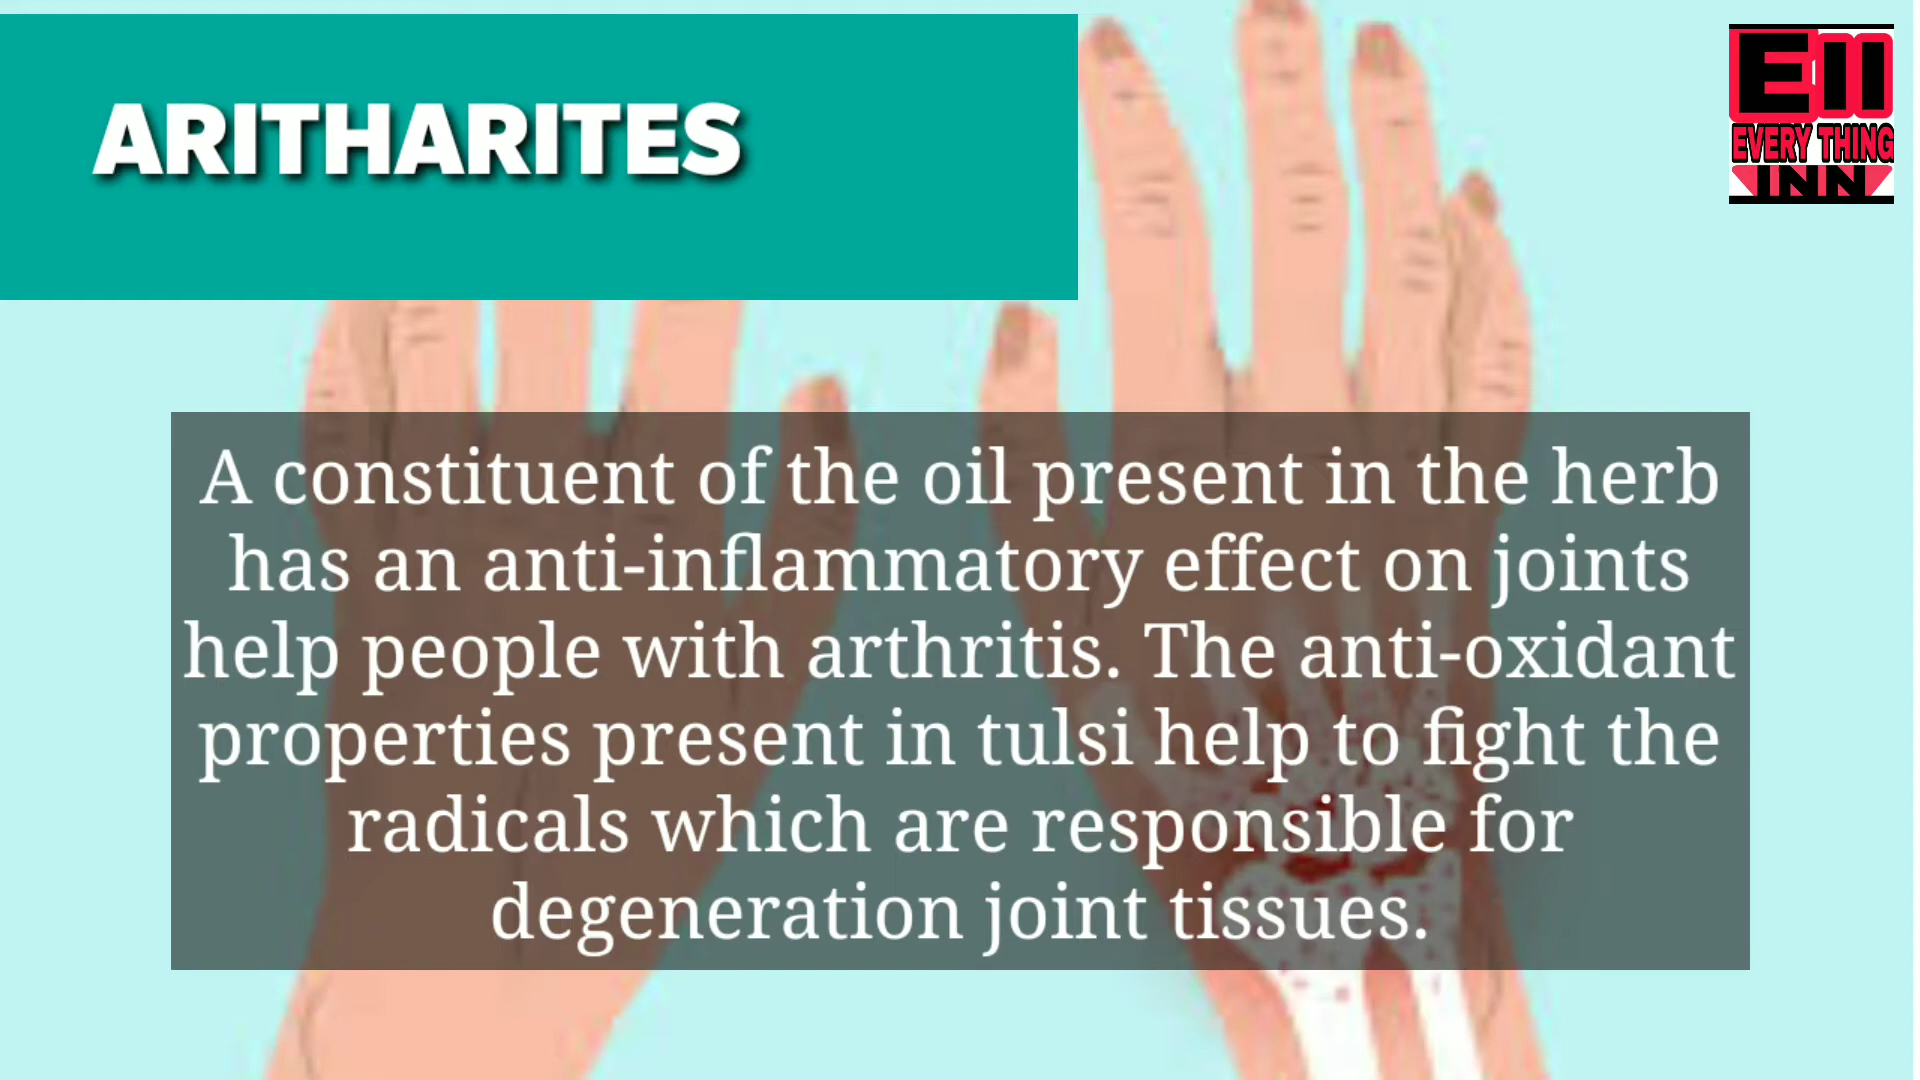 ARITHARITES
EII
EVERY THING
INN
A constituent of the oil present in the herb
has an anti-inflammatory effect on joints
help people with arthritis. The anti-oxidant
properties present in tulsi help to fight the
radicals which are responsible for
degeneration joint tissues.